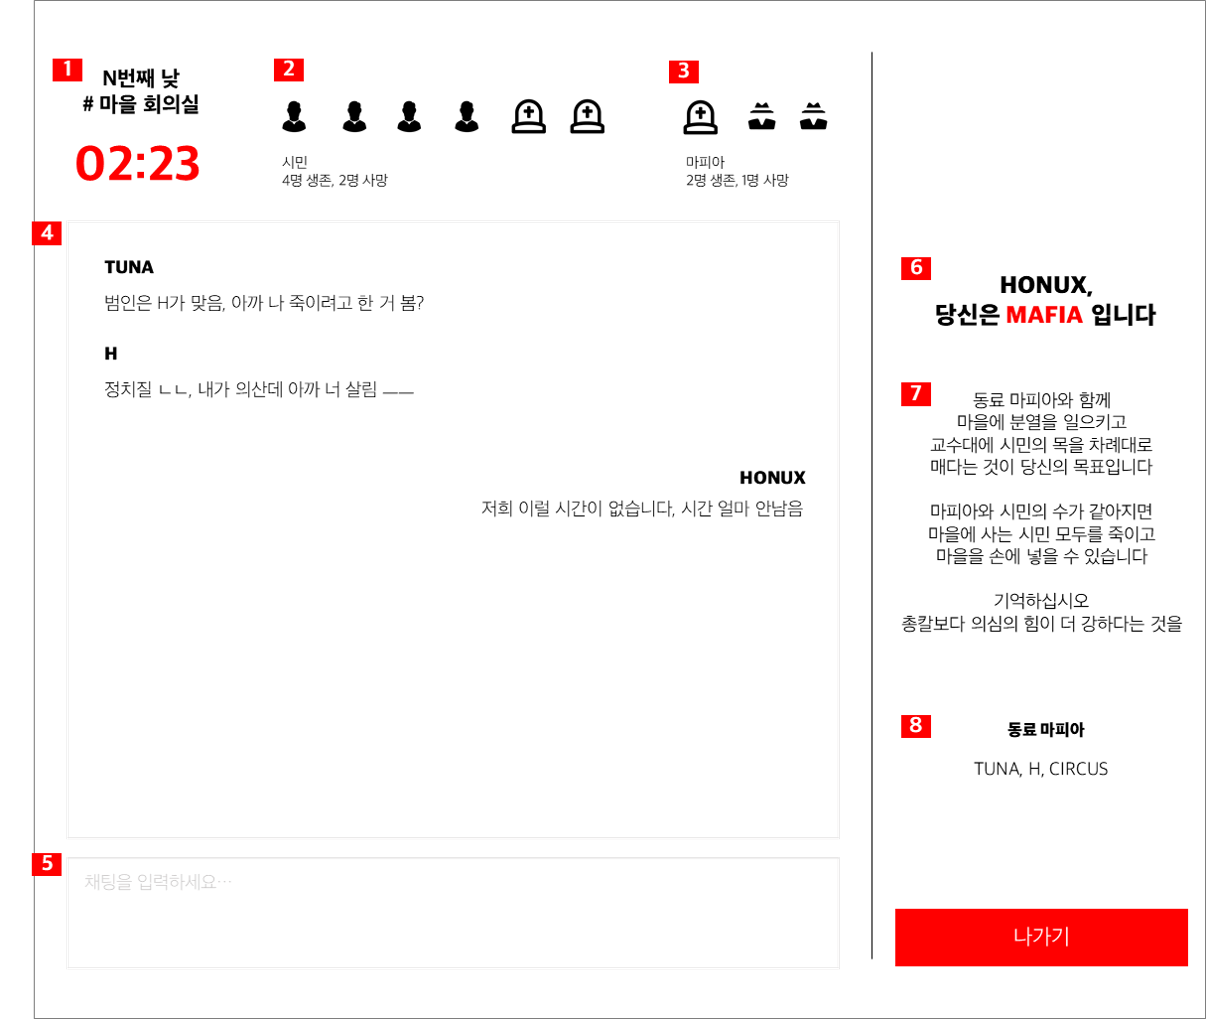 1
N번째 낮
# 마을 회의실
02:23
2
시민
4명 생존, 2명 사망
3
마피아
2명 생존, 1명 사망
4
TUNA
범인은 H가 맞음, 아까 나 죽이려고 한 거 봄?
H
정치질 ㄴㄴ, 내가 의산데 아까 너 살림 ㅡㅡ
HONUX
저희 이럴 시간이 없습니다, 시간 얼마 안남음
5
채팅을 입력하세요…
6
HONUX,
당신은 MAFIA 입니다
7
동료 마피아와 함께
마을에 분열을 일으키고
교수대에 시민의 목을 차례대로
매다는 것이 당신의 목표입니다
마피아와 시민의 수가 같아지면
마을에 사는 시민 모두를 죽이고
마을을 손에 넣을 수 있습니다
기억하십시오
총칼보다 의심의 힘이 더 강하다는 것을
8
동료 마피아
TUNA, H, CIRCUS
나가기